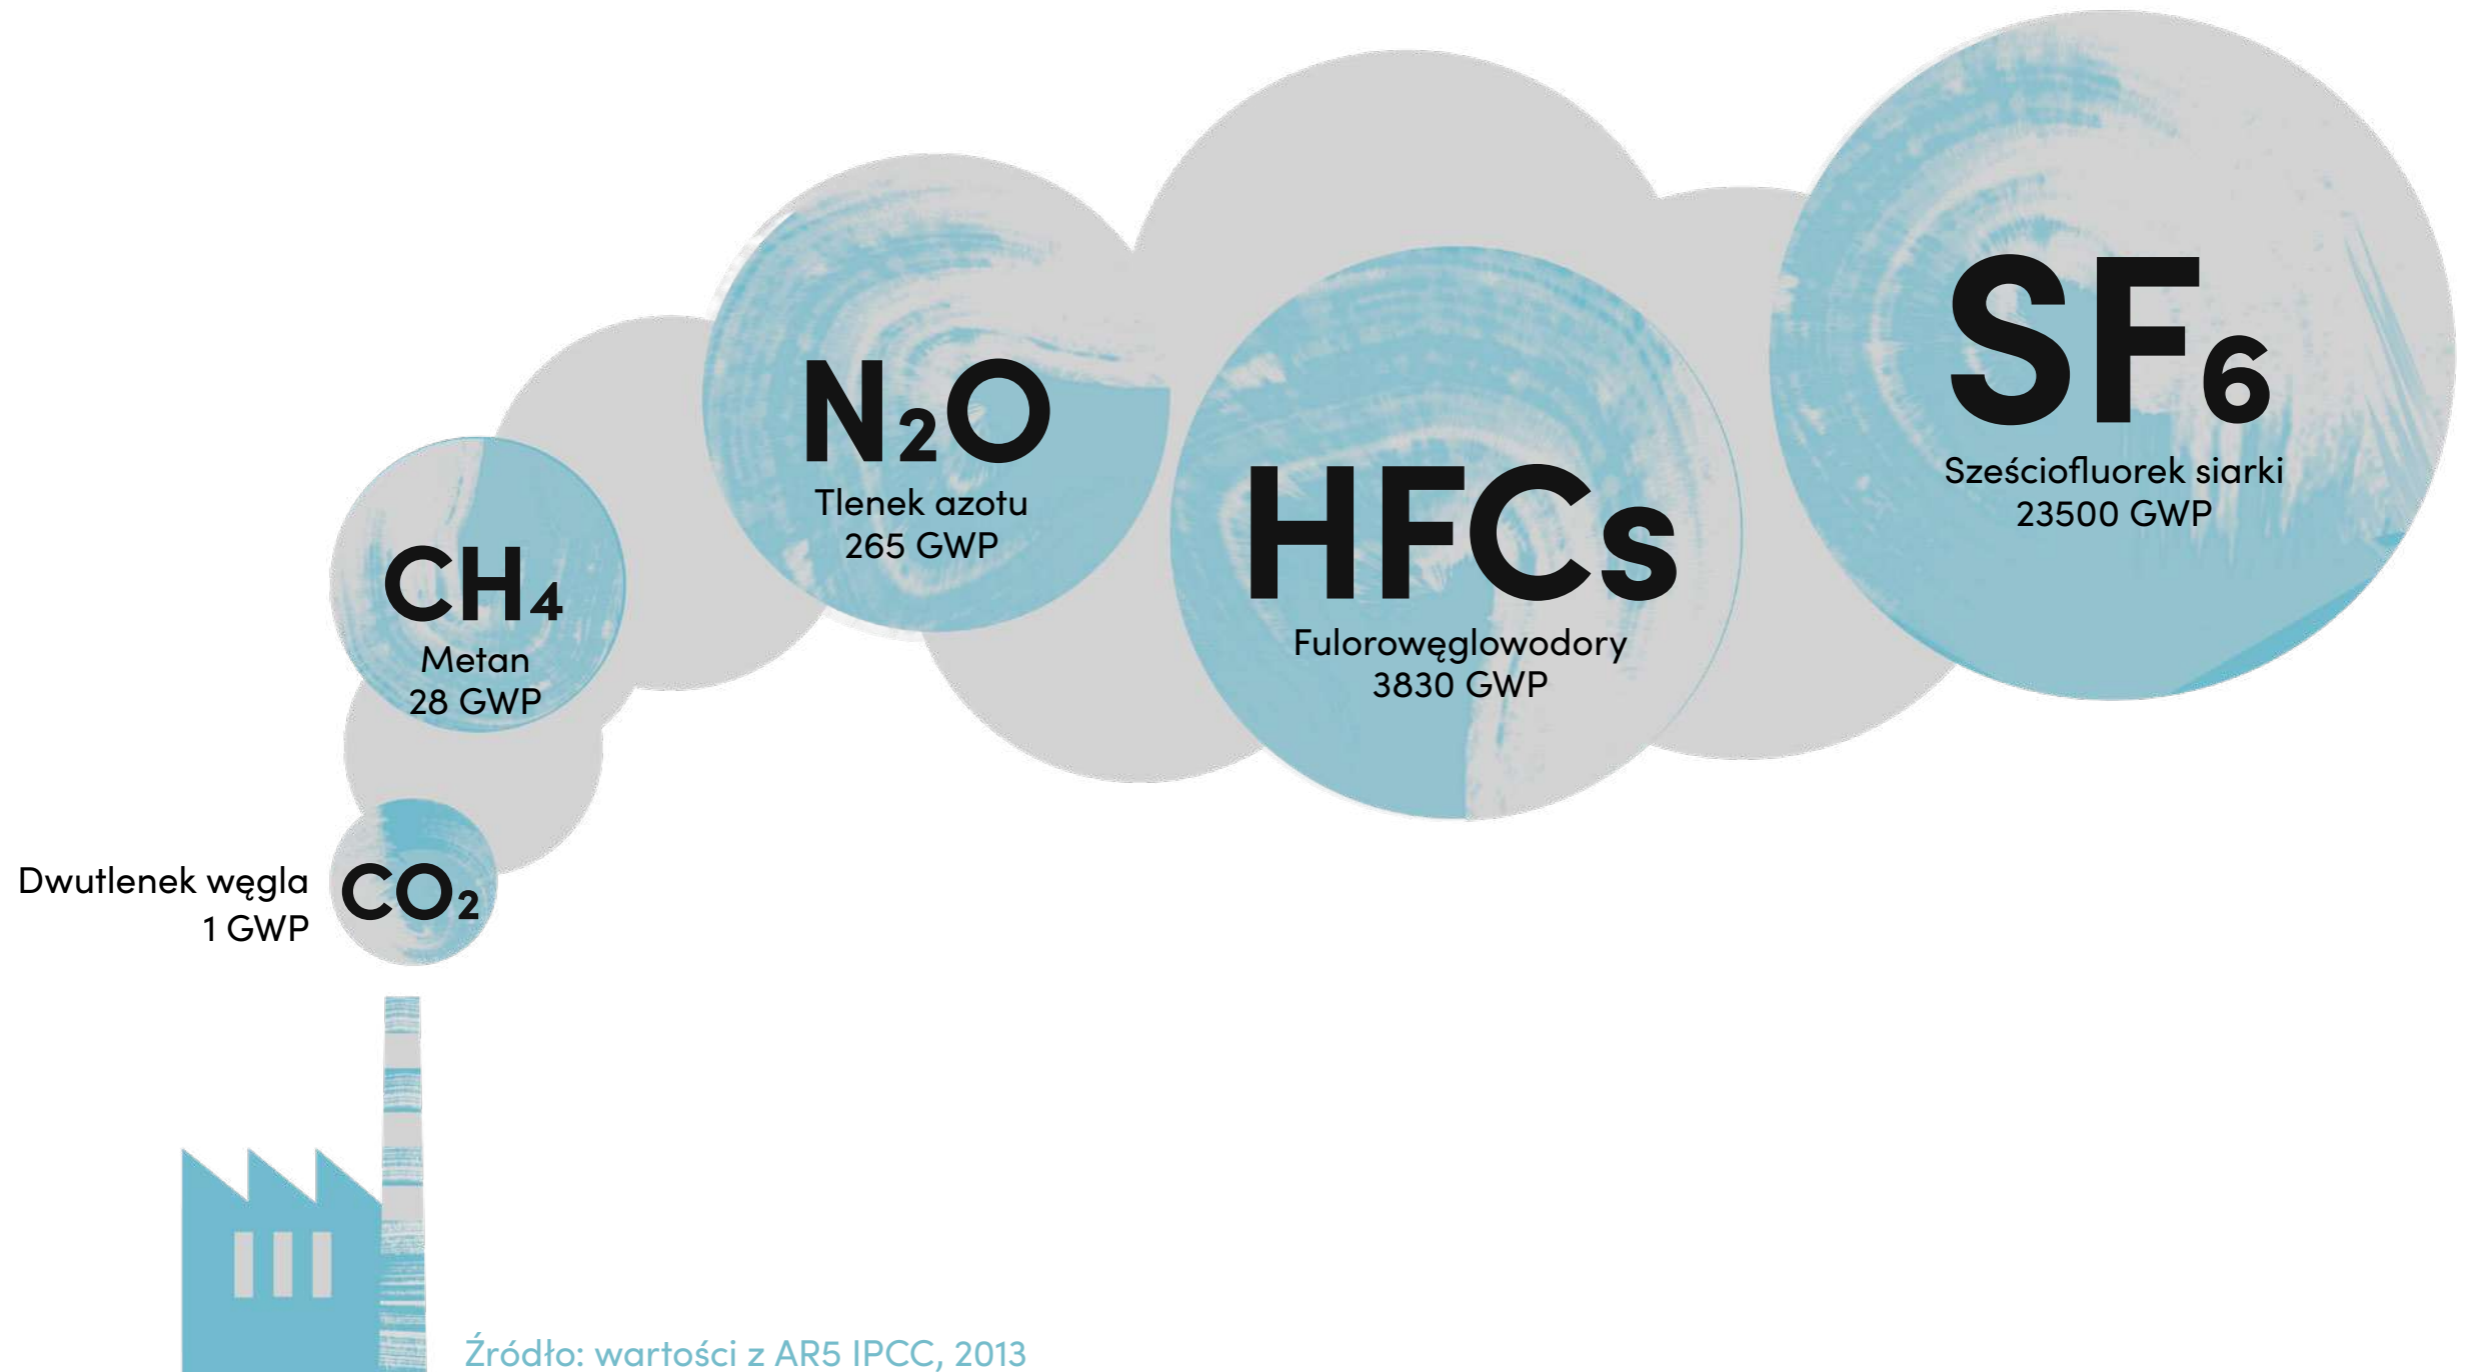 SF₆
Sześciofluorek siarki
23500 GWP
N₂O
Tlenek azotu
265 GWP
HFCs
Fulorowęglowodory
3830 GWP
CH₄
Metan
28 GWP
Dwutlenek węgla
1 GWP
CO₂
Źródło: wartości z AR5 IPCC, 2013